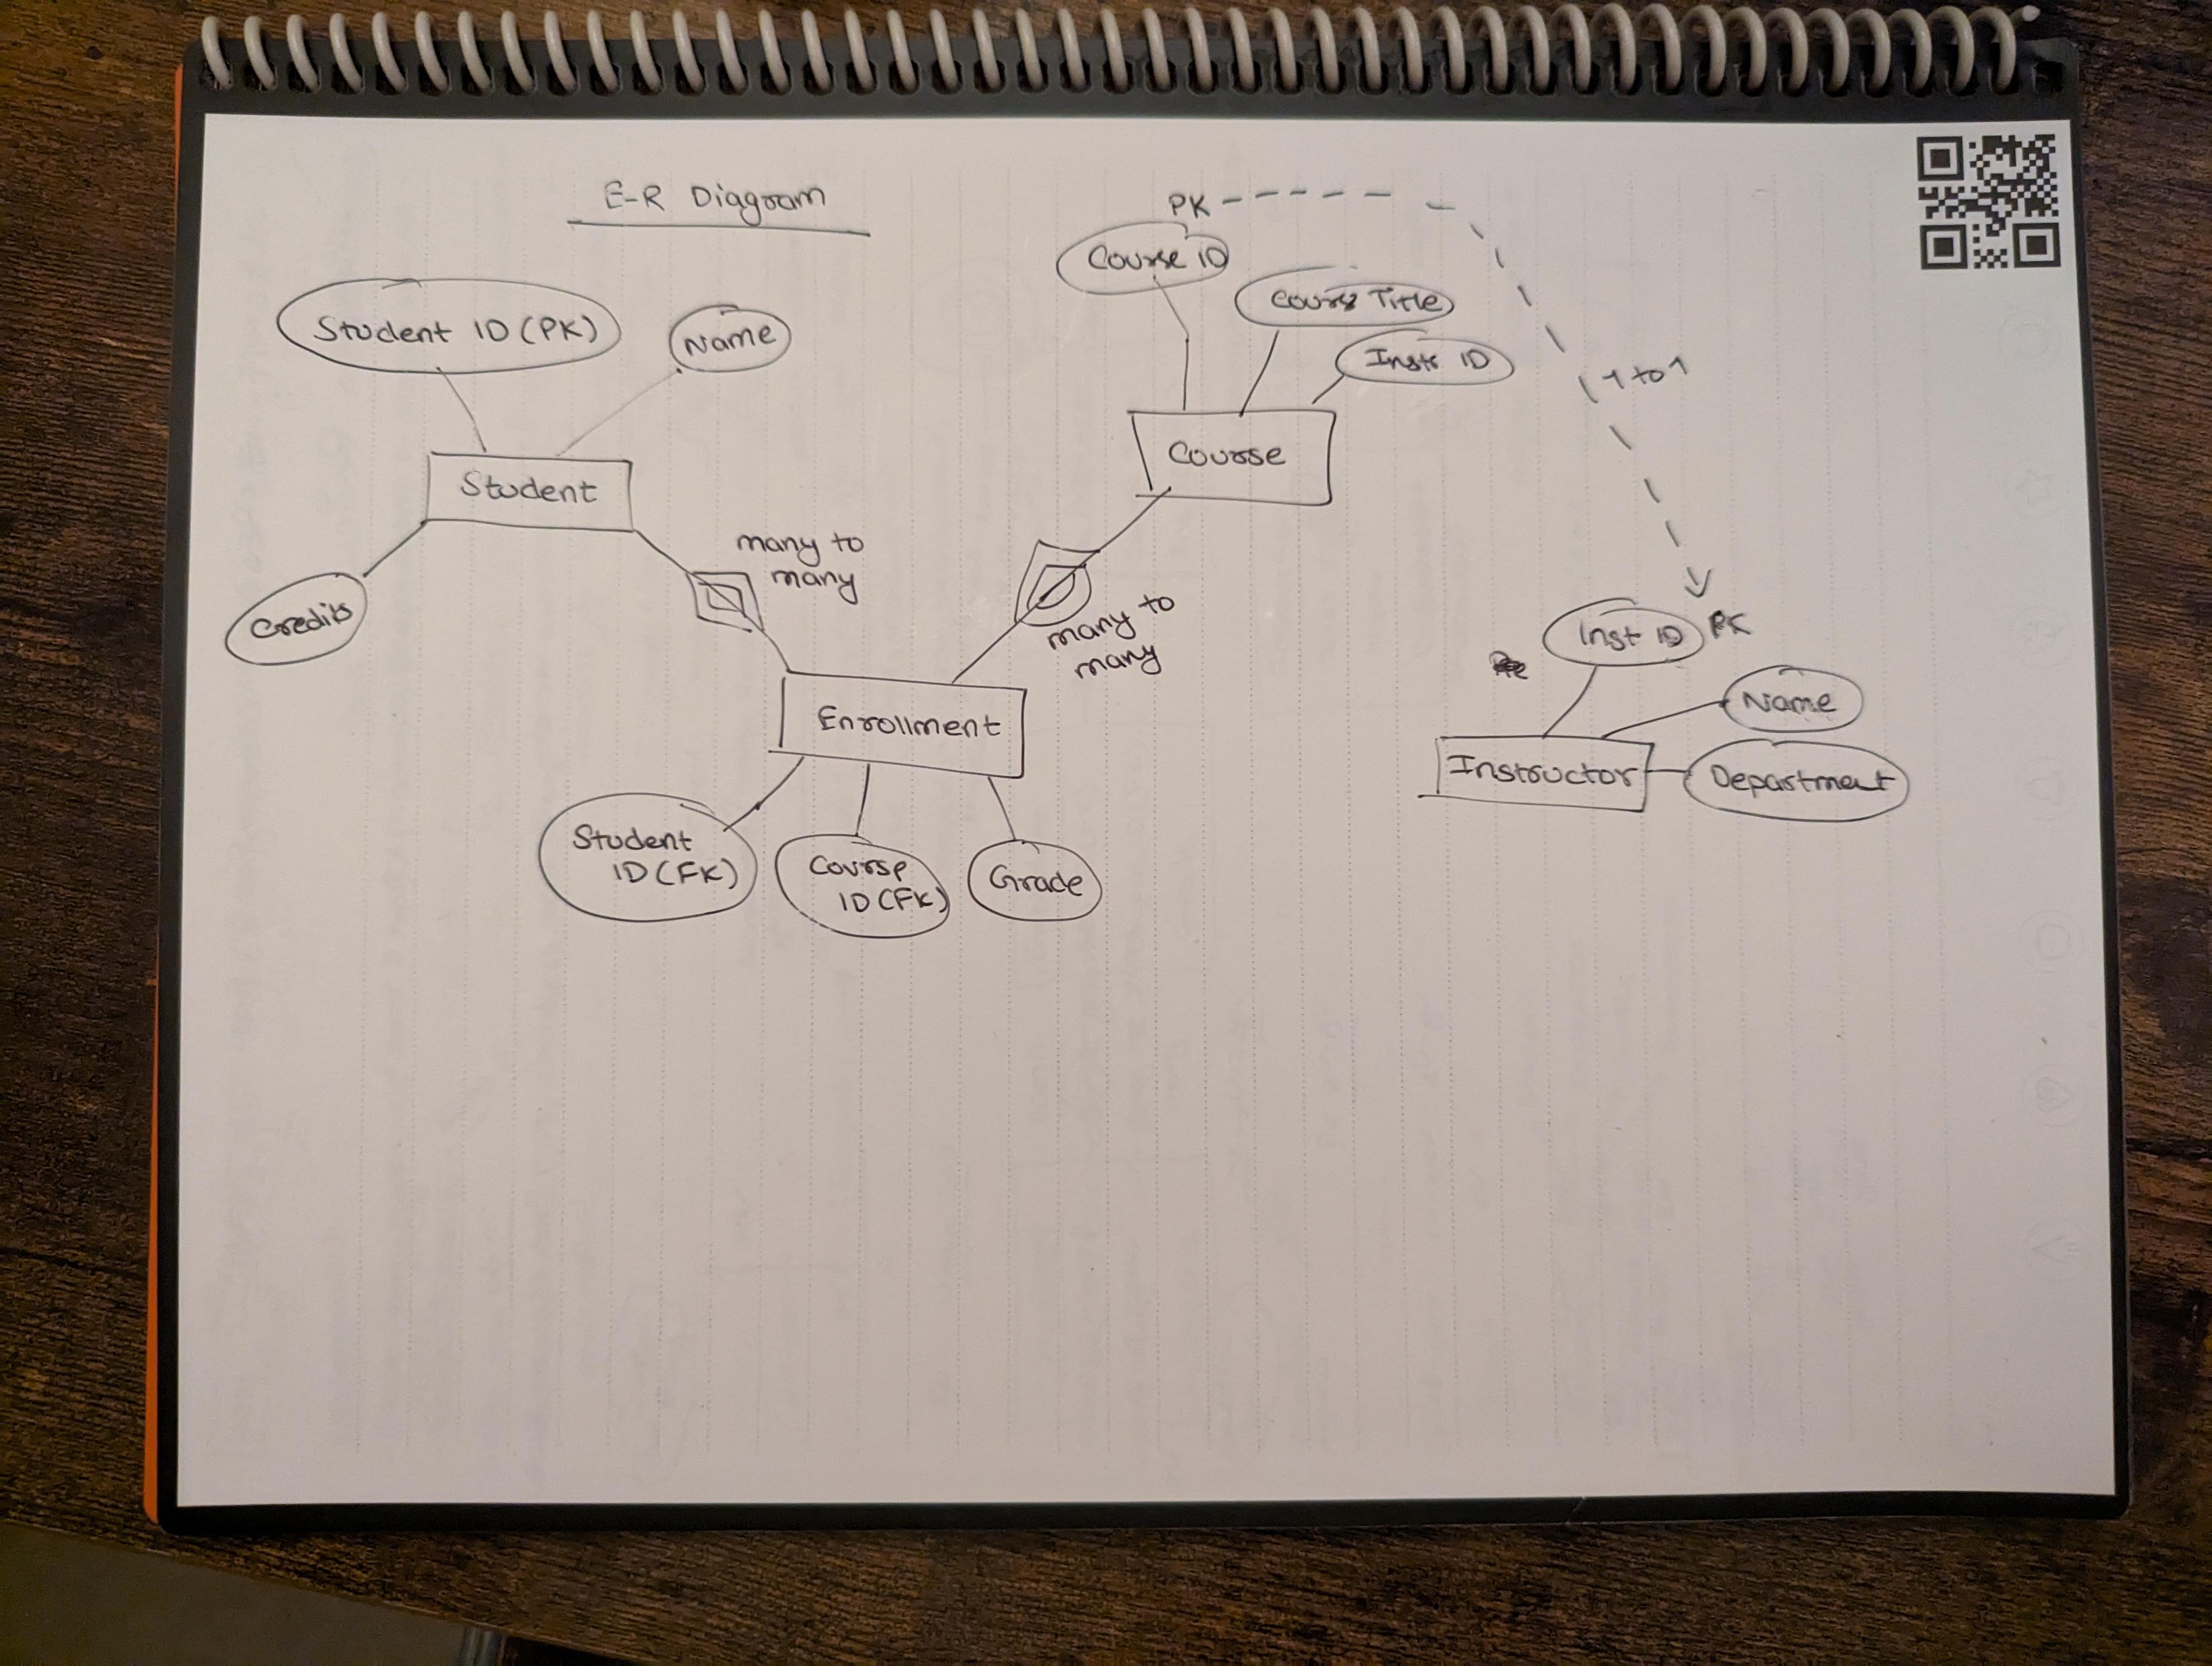 E-R Diagram
PK
Course ID
Course Title
Instr ID
Student ID (PK)
Name
1 to 1
Course
Student
many to
many
Credits
many to
many
Inst ID PK
Name
Enrollment
Instructor
Department
Student
ID (FK)
Course
ID (FK)
Grade